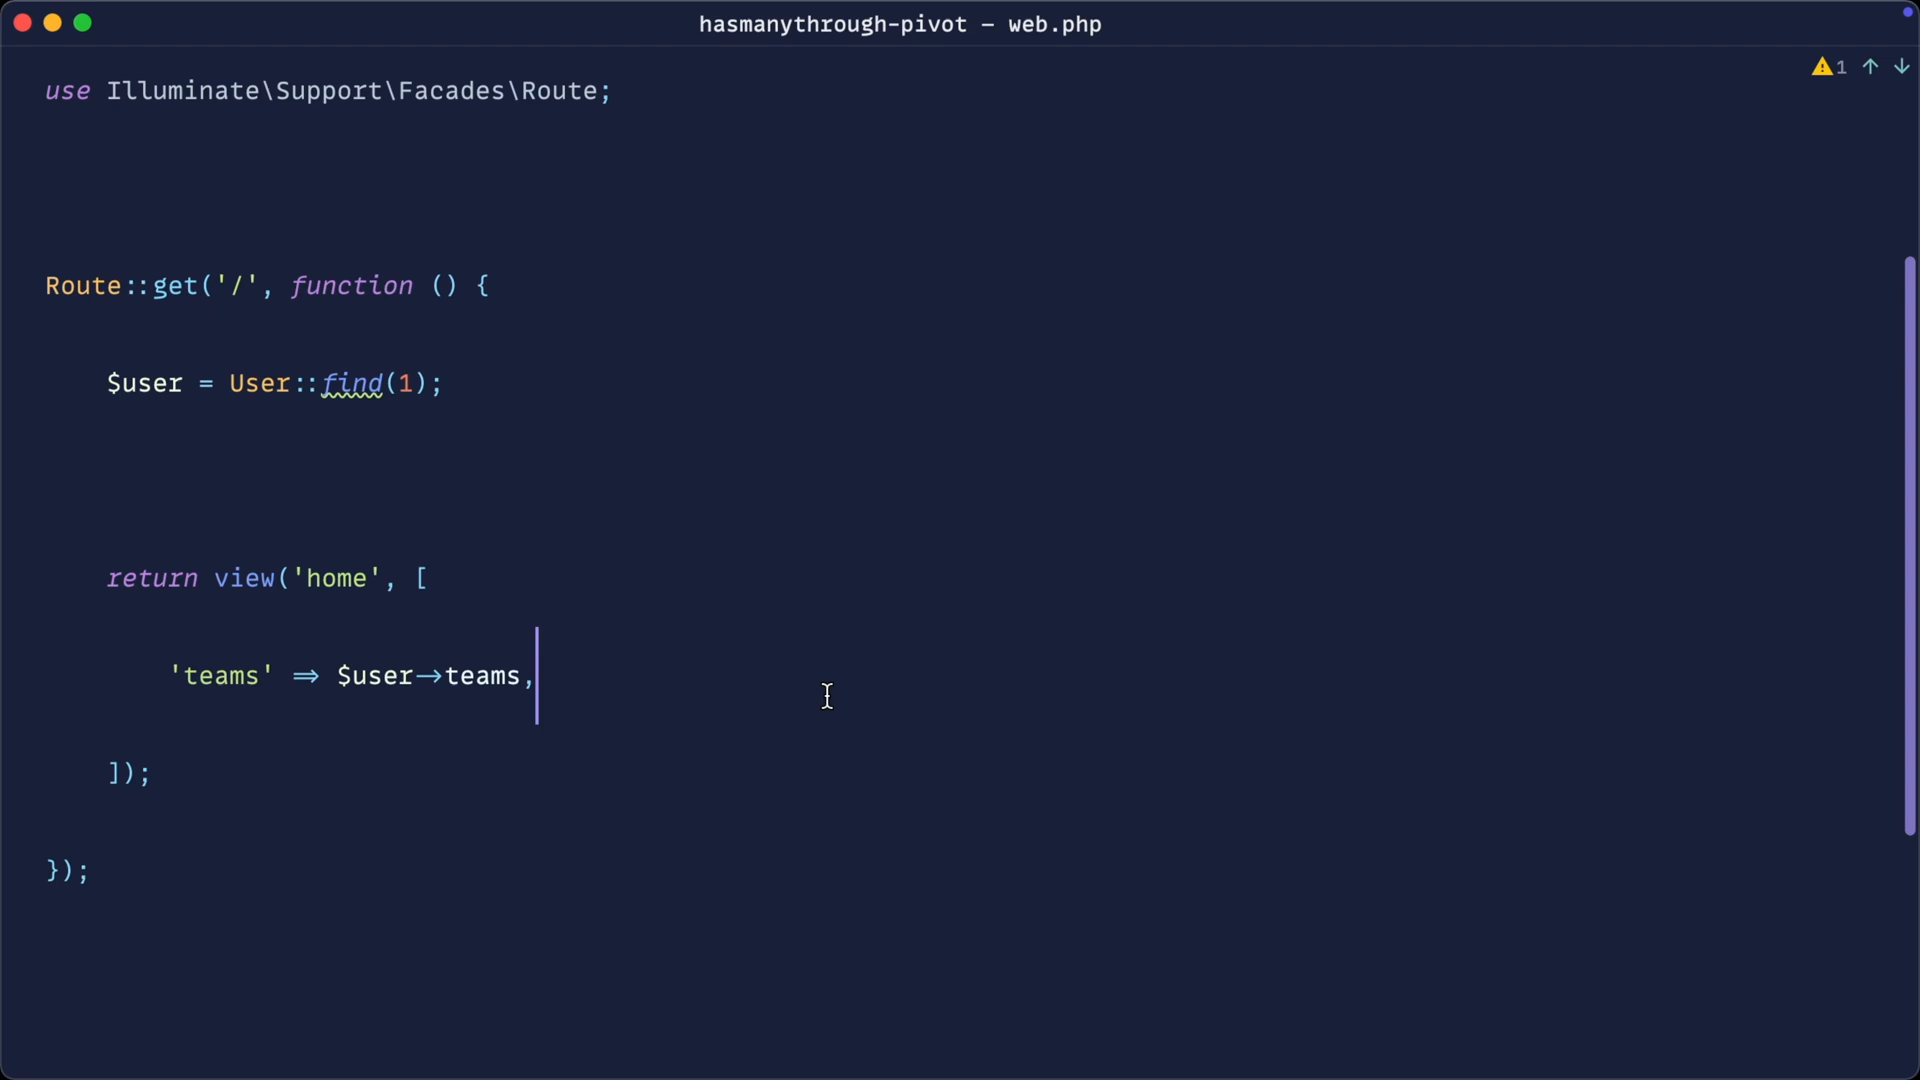 hasmanythrough-pivot – web.php
1
use Illuminate\Support\Facades\Route;
Route::get('/', function () {
$user = User::find(1);
return view('home', [
'teams' => $user->teams,
]);
});